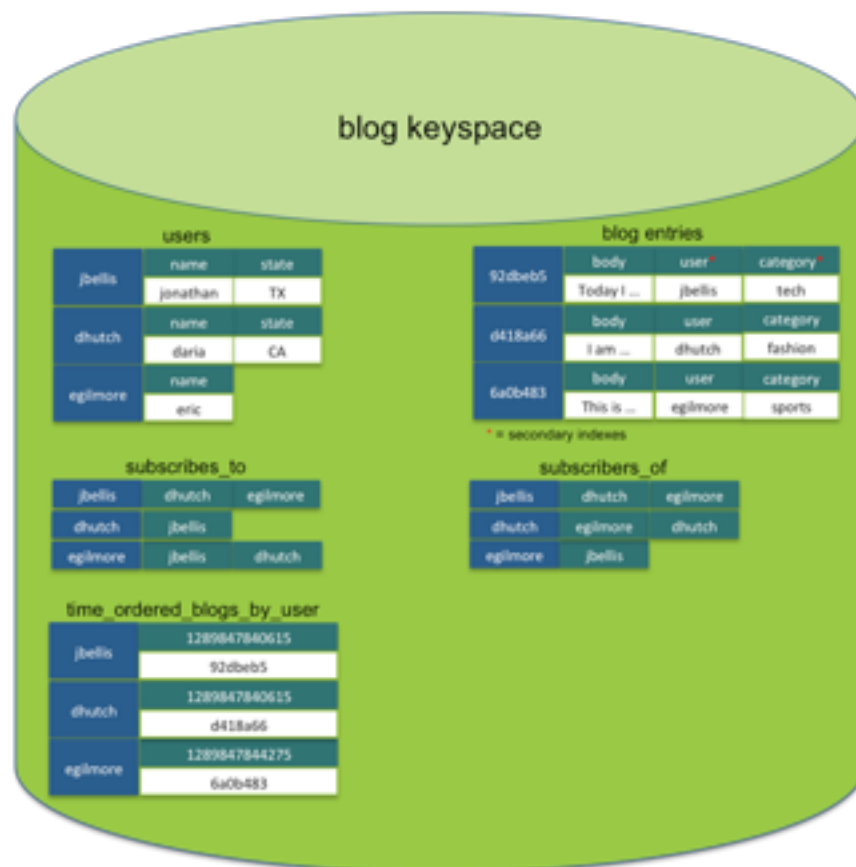 blog keyspace
users
jbellis name state
jonathan TX
dhutch name state
daria CA
egilmore name
eric
blog entries
92dbeb5 body user* category*
Today I ... jbellis tech
d418a66 body user category
I am ... dhutch fashion
6a0b483 body user category
This is ... egilmore sports
* = secondary indexes
subscribes_to
jbellis dhutch egilmore
dhutch jbellis
egilmore jbellis dhutch
subscribers_of
jbellis dhutch egilmore
dhutch egilmore dhutch
egilmore jbellis
time_ordered_blogs_by_user
jbellis 1289847840615
92dbeb5
dhutch 1289847840615
d418a66
egilmore 1289847844275
6a0b483